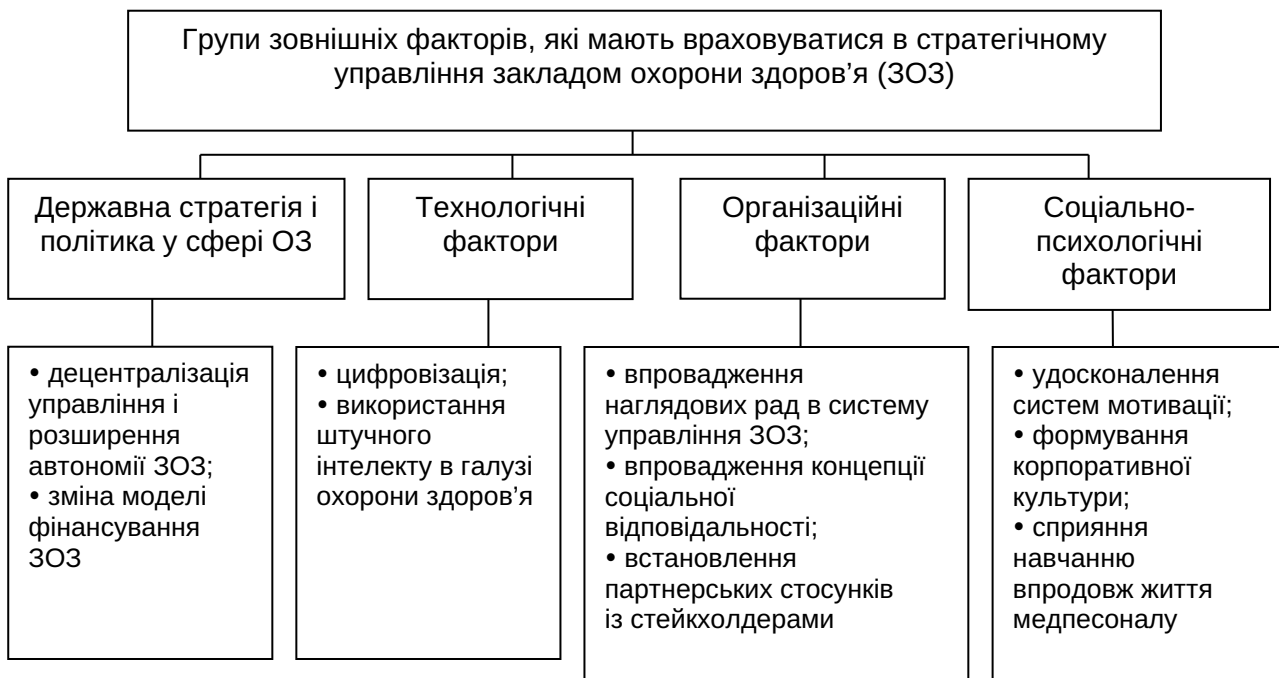 Групи зовнішніх факторів, які мають враховуватися в стратегічному
управління закладом охорони здоров’я (ЗОЗ)
Державна стратегія і
політика у сфері ОЗ
Технологічні
фактори
Організаційні
фактори
Соціально-
психологічні
фактори
• децентралізація
управління і
розширення
автономії ЗОЗ;
• зміна моделі
фінансування
ЗОЗ
• цифровізація;
• використання
штучного
інтелекту в галузі
охорони здоров’я
• впровадження
наглядових рад в систему
управління ЗОЗ;
• впровадження концепції
соціальної
відповідальності;
• встановлення
партнерських стосунків
із стейкхолдерами
• удосконалення
систем мотивації;
• формування
корпоративної
культури;
• сприяння
навчанню
впродовж життя
медпесоналу